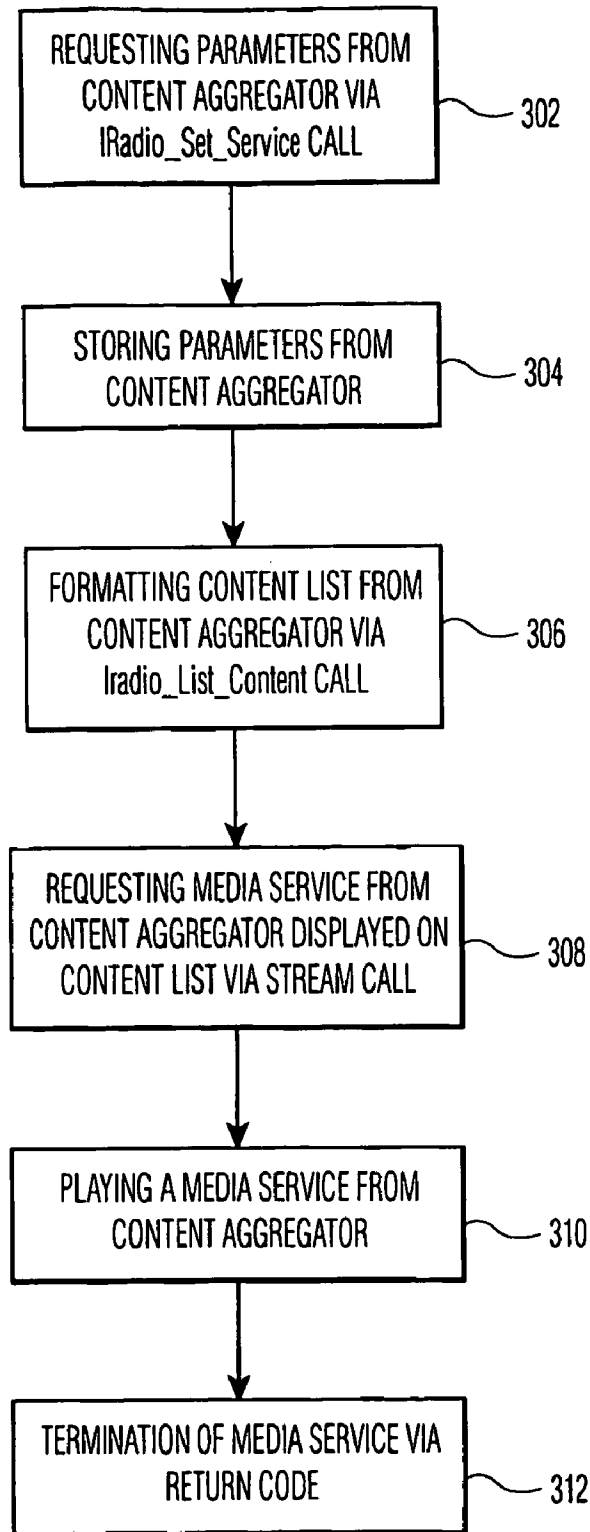 REQUESTING PARAMETERS FROM
CONTENT AGGREGATOR VIA
IRadio_Set_Service CALL
302
STORING PARAMETERS FROM
CONTENT AGGREGATOR
304
FORMATTING CONTENT LIST FROM
CONTENT AGGREGATOR VIA
Iradio_List_Content CALL
306
REQUESTING MEDIA SERVICE FROM
CONTENT AGGREGATOR DISPLAYED ON
CONTENT LIST VIA STREAM CALL
308
PLAYING A MEDIA SERVICE FROM
CONTENT AGGREGATOR
310
TERMINATION OF MEDIA SERVICE VIA
RETURN CODE
312